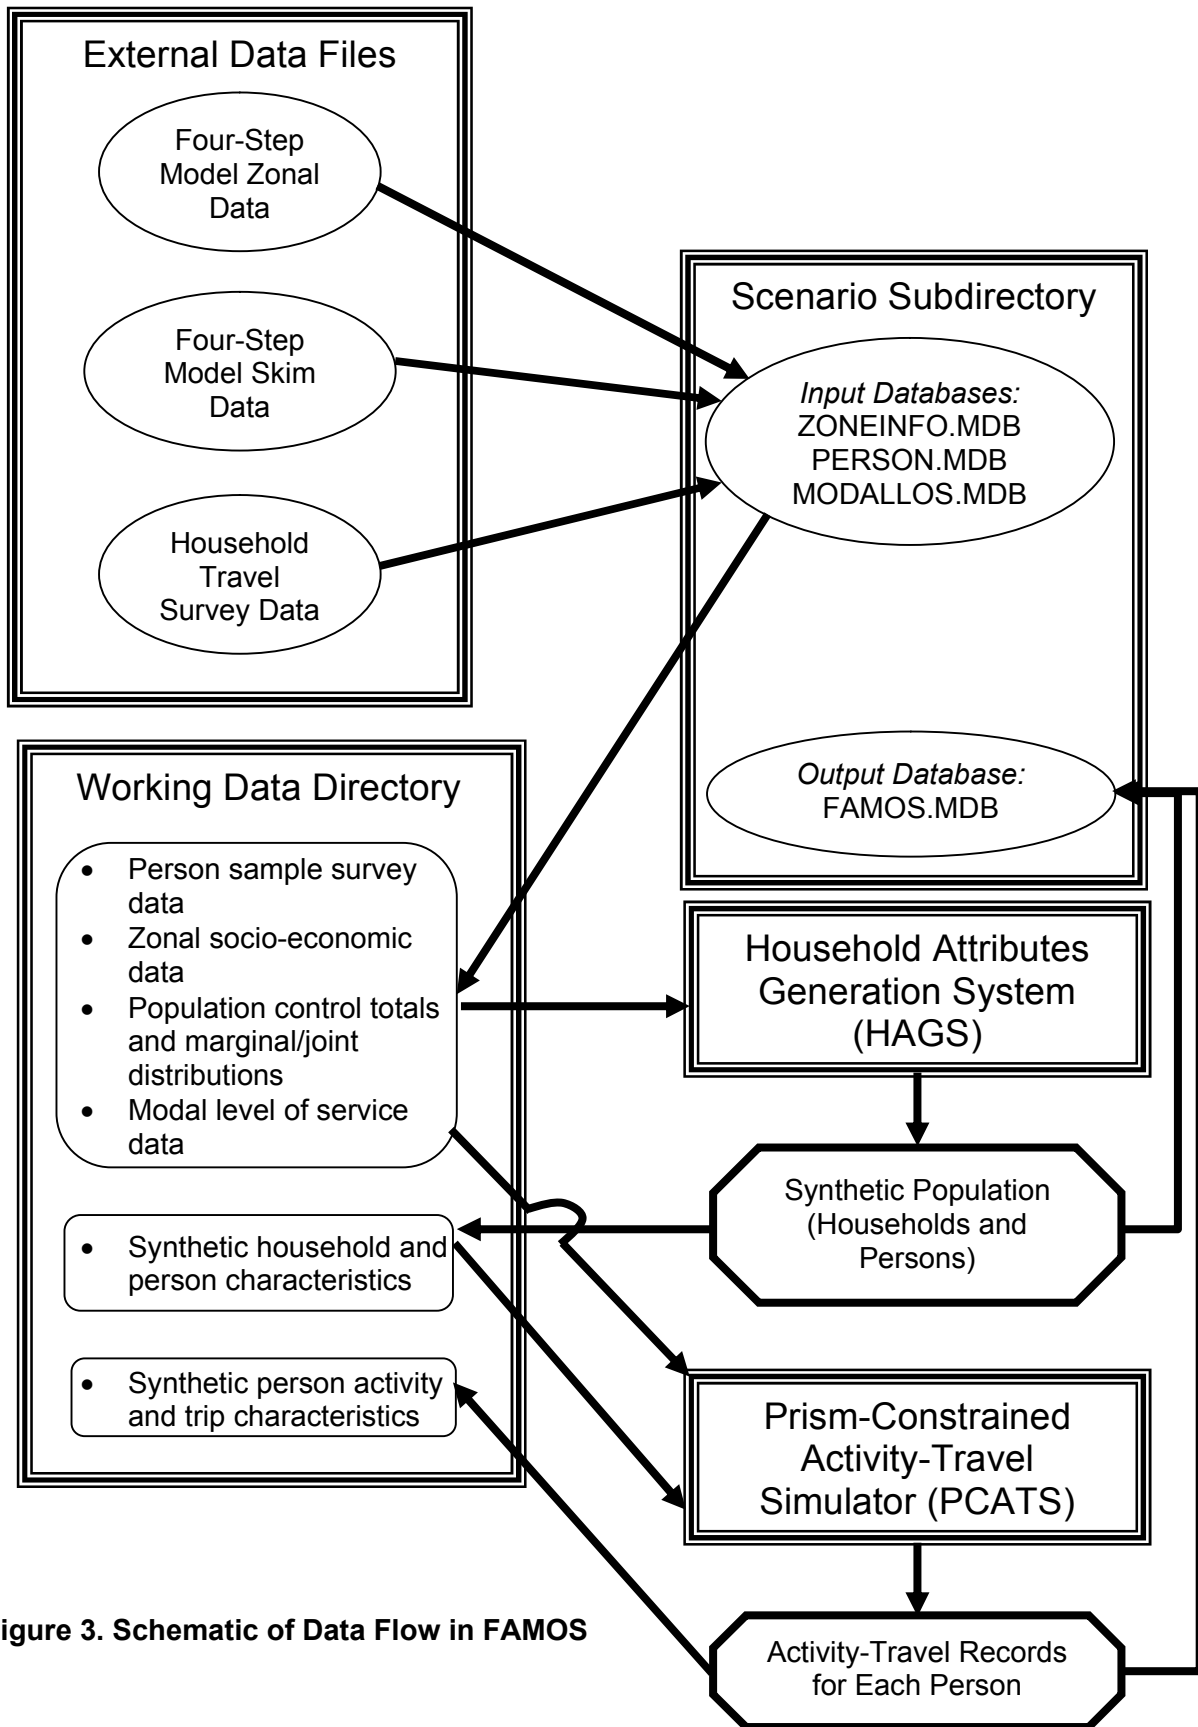 External Data Files
Four-Step
Model Zonal
Data
Four-Step
Model Skim
Data
Household
Travel
Survey Data
Scenario Subdirectory
Input Databases:
ZONEINFO.MDB
PERSON.MDB
MODALLOS.MDB
Output Database:
FAMOS.MDB
Working Data Directory
• Person sample survey
data
• Zonal socio-economic
data
• Population control totals
and marginal/joint
distributions
• Modal level of service
data
• Synthetic household and
person characteristics
• Synthetic person activity
and trip characteristics
Household Attributes
Generation System
(HAGS)
Synthetic Population
(Households and
Persons)
Prism-Constrained
Activity-Travel
Simulator (PCATS)
Activity-Travel Records
for Each Person
igure 3. Schematic of Data Flow in FAMOS